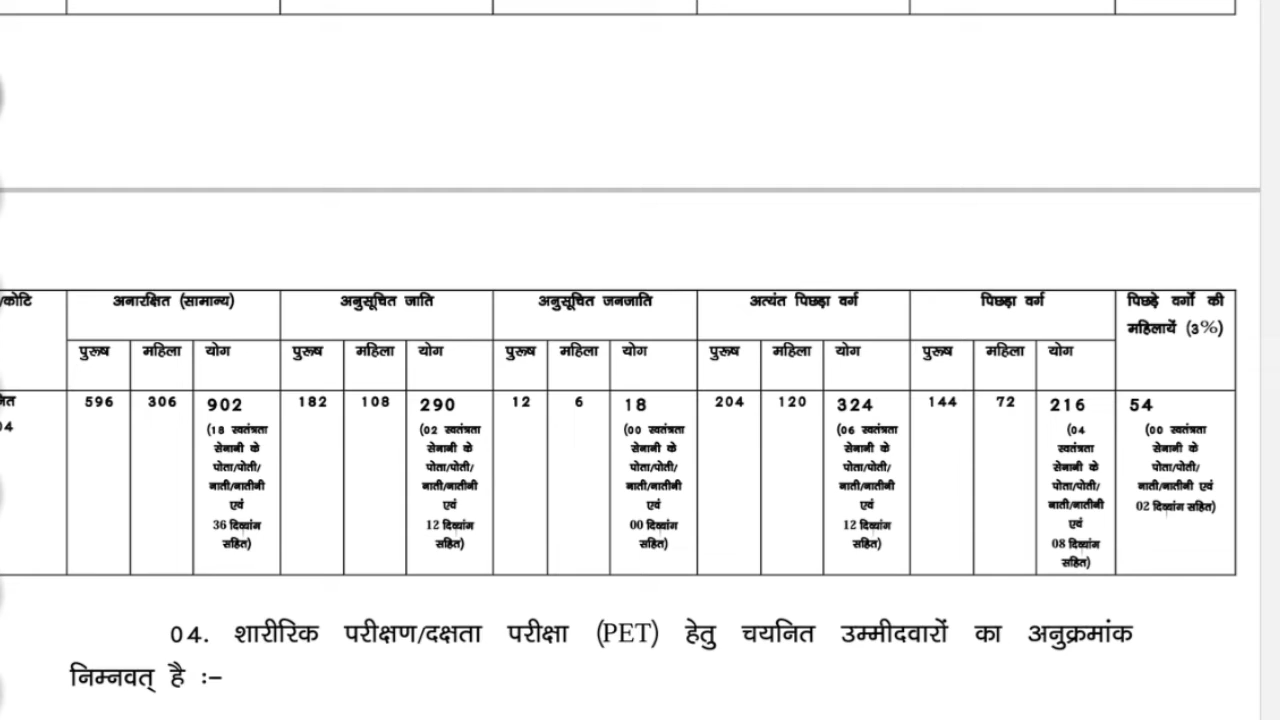 /कोटि अनारक्षित (सामान्य) अनुसूचित जाति अनुसूचित जनजाति अत्यंत पिछड़ा वर्ग पिछड़ा वर्ग पिछड़े वर्गों की
महिलायें (3%)
पुरूष महिला योग पुरूष महिला योग पुरूष महिला योग पुरूष महिला योग पुरूष महिला योग
596 306 902 182 108 290 12 6 18 204 120 324 144 72 216 54
04 (18 स्वतंत्रता (02 स्वतंत्रता (00 स्वतंत्रता (06 स्वतंत्रता (04 (00 स्वतंत्रता
सेनानी के सेनानी के सेनानी के सेनानी के स्वतंत्रता सेनानी के
पोता/पोती/ पोता/पोती/ पोता/पोती/ पोता/पोती/ सेनानी के पोता/पोती/
नाती/नातीनी नाती/नातीनी नाती/नातीनी नाती/नातीनी पोता/पोती/ नाती/नातीनी एवं
एवं एवं एवं एवं नाती/नातीनी 02 दिव्यांग सहित)
36 दिव्यांग 12 दिव्यांग 00 दिव्यांग 12 दिव्यांग एवं
सहित) सहित) सहित) सहित) 08 दिव्यांग
सहित)
04. शारीरिक परीक्षण/दक्षता परीक्षा (PET) हेतु चयनित उम्मीदवारों का अनुक्रमांक
निम्नवत् है :–